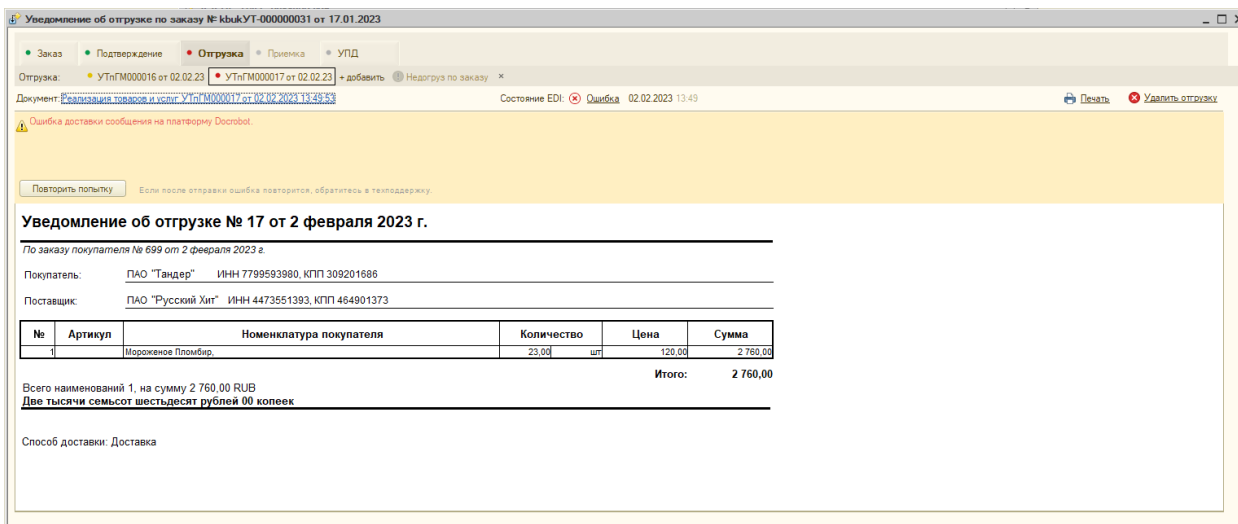 Уведомление об отгрузке по заказу № kbukУТ-000000031 от 17.01.2023
Заказ Подтверждение Отгрузка Приемка УПД
Отгрузка: УТпГМ000016 от 02.02.23 УТпГМ000017 от 02.02.23 + добавить Недогруз по заказу ×
Документ: Реализация товаров и услуг УТпГМ000017 от 02.02.2023 13:49:53 Состояние EDI: Ошибка 02.02.2023 13:49 Печать Удалить отгрузку
Ошибка доставки сообщения на платформу Docrobot.
Повторить попытку Если после отправки ошибка повторится, обратитесь в техподдержку.
Уведомление об отгрузке № 17 от 2 февраля 2023 г.
По заказу покупателя № 699 от 2 февраля 2023 г.
Покупатель: ПАО "Тандер" ИНН 7799593980, КПП 309201686
Поставщик: ПАО "Русский Хит" ИНН 4473551393, КПП 464901373
№ Артикул Номенклатура покупателя Количество Цена Сумма
1 Мороженое Пломбир, 23,00 шт 120,00 2 760,00
Итого: 2 760,00
Всего наименований 1, на сумму 2 760,00 RUB
Две тысячи семьсот шестьдесят рублей 00 копеек
Способ доставки: Доставка